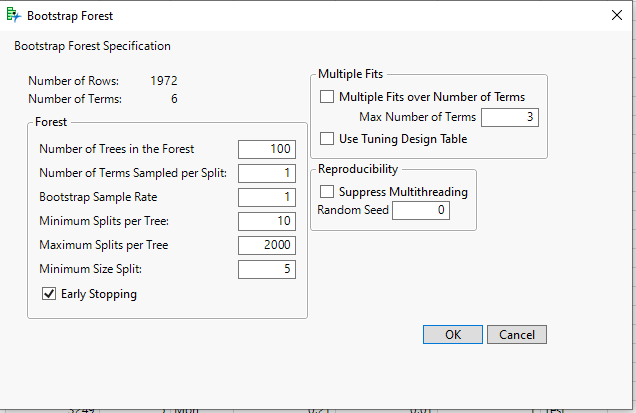 Bootstrap Forest
Bootstrap Forest Specification
Number of Rows: 1972
Number of Terms: 6
Forest
Number of Trees in the Forest 100
Number of Terms Sampled per Split: 1
Bootstrap Sample Rate 1
Minimum Splits per Tree: 10
Maximum Splits per Tree 2000
Minimum Size Split: 5
Early Stopping
Multiple Fits
Multiple Fits over Number of Terms
Max Number of Terms 3
Use Tuning Design Table
Reproducibility
Suppress Multithreading
Random Seed 0
OK Cancel